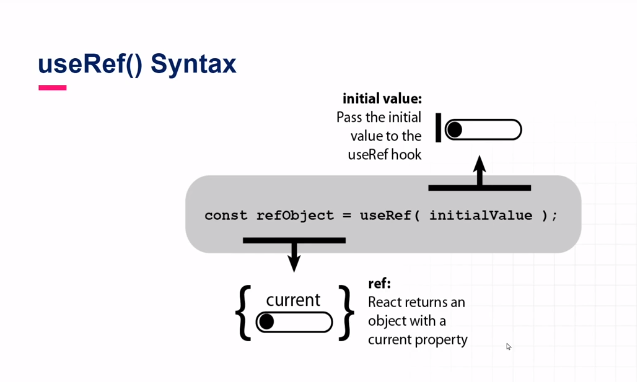 useRef() Syntax
initial value:
Pass the initial
value to the
useRef hook
const refObject = useRef( initialValue );
{ current }
ref:
React returns an
object with a
current property